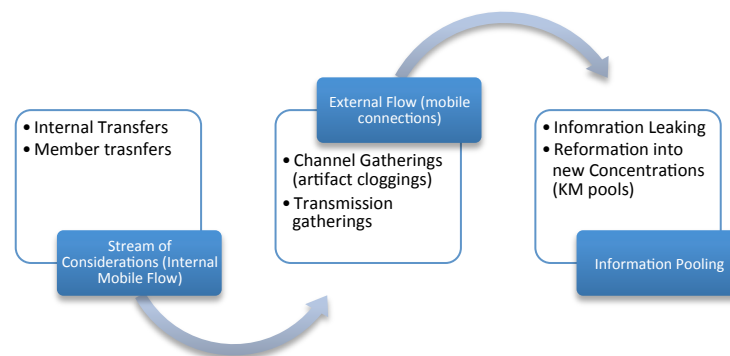 • Internal Transfers
• Member trasnfers
Stream of
Considerations (Internal
Mobile Flow)
External Flow (mobile
connections)
• Channel Gatherings
(artifact cloggings)
• Transmission
gatherings
• Infomration Leaking
• Reformation into
new Concentrations
(KM pools)
Information Pooling